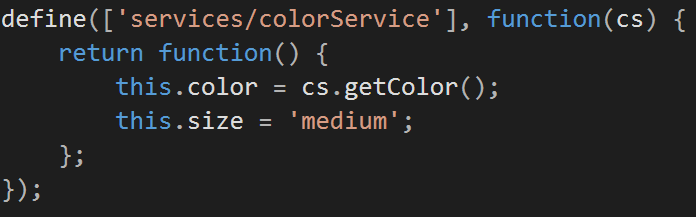 define(['services/colorService'], function(cs) {
    return function() {
        this.color = cs.getColor();
        this.size = 'medium';
    };
});